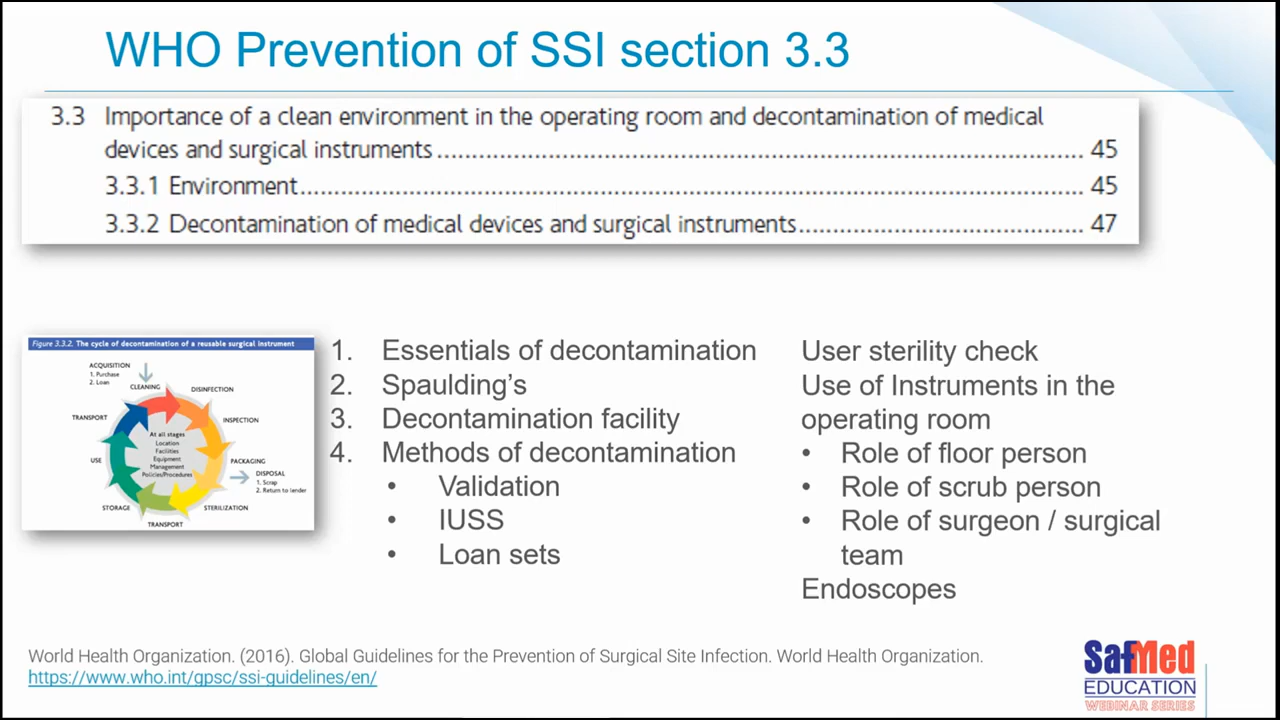 WHO Prevention of SSI section 3.3
3.3 Importance of a clean environment in the operating room and decontamination of medical
devices and surgical instruments 45
3.3.1 Environment 45
3.3.2 Decontamination of medical devices and surgical instruments 47
Figure 3.3.2. The cycle of decontamination of a reusable surgical instrument
ACQUISITION
1. Purchase
2. Loan
CLEANING
DISINFECTION
INSPECTION
PACKAGING
DISPOSAL
1. Scrap
2. Return to lender
STERILIZATION
TRANSPORT
STORAGE
USE
TRANSPORT
At all stages
Location
Facilities
Equipment
Management
Policies/Procedures
1. Essentials of decontamination
2. Spaulding’s
3. Decontamination facility
4. Methods of decontamination
• Validation
• IUSS
• Loan sets
User sterility check
Use of Instruments in the
operating room
• Role of floor person
• Role of scrub person
• Role of surgeon / surgical
team
Endoscopes
World Health Organization. (2016). Global Guidelines for the Prevention of Surgical Site Infection. World Health Organization.
https://www.who.int/gpsc/ssi-guidelines/en/
SafMed
EDUCATION
WEBINAR SERIES